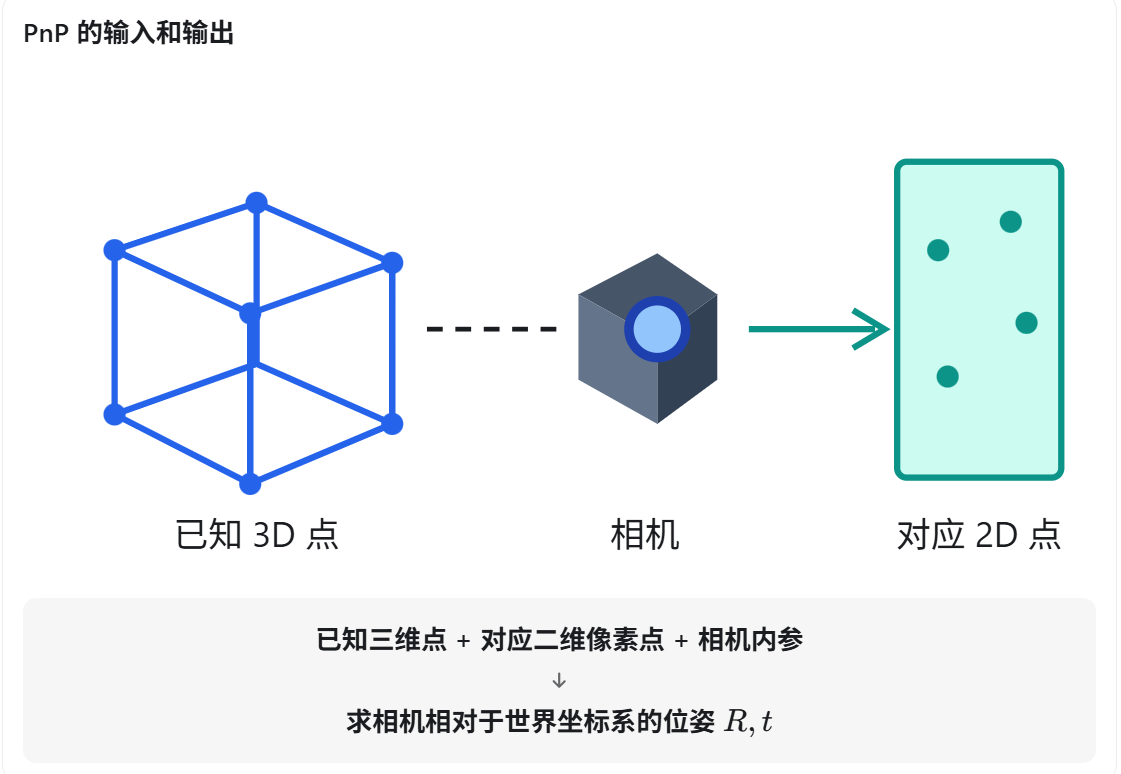 PnP 的输入和输出
已知 3D 点
相机
对应 2D 点
已知三维点 + 对应二维像素点 + 相机内参
↓
求相机相对于世界坐标系的位姿 R, t